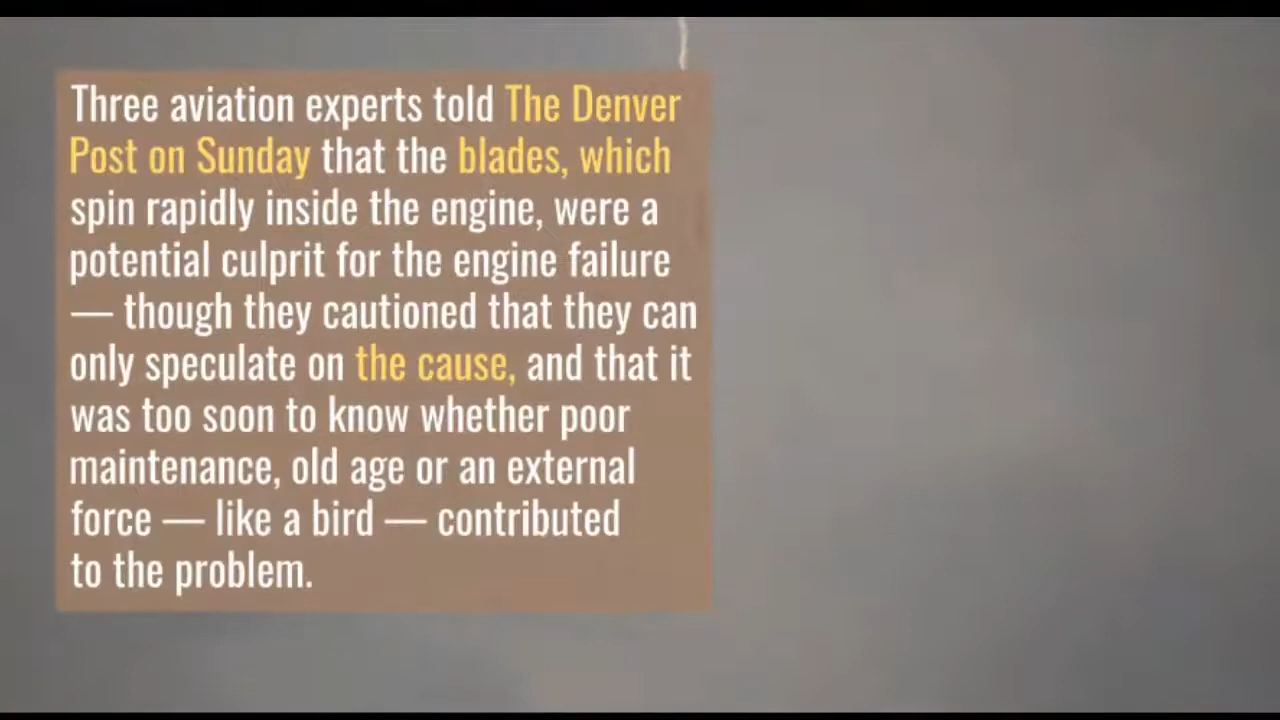 Three aviation experts told The Denver
Post on Sunday that the blades, which
spin rapidly inside the engine, were a
potential culprit for the engine failure
— though they cautioned that they can
only speculate on the cause, and that it
was too soon to know whether poor
maintenance, old age or an external
force — like a bird — contributed
to the problem.